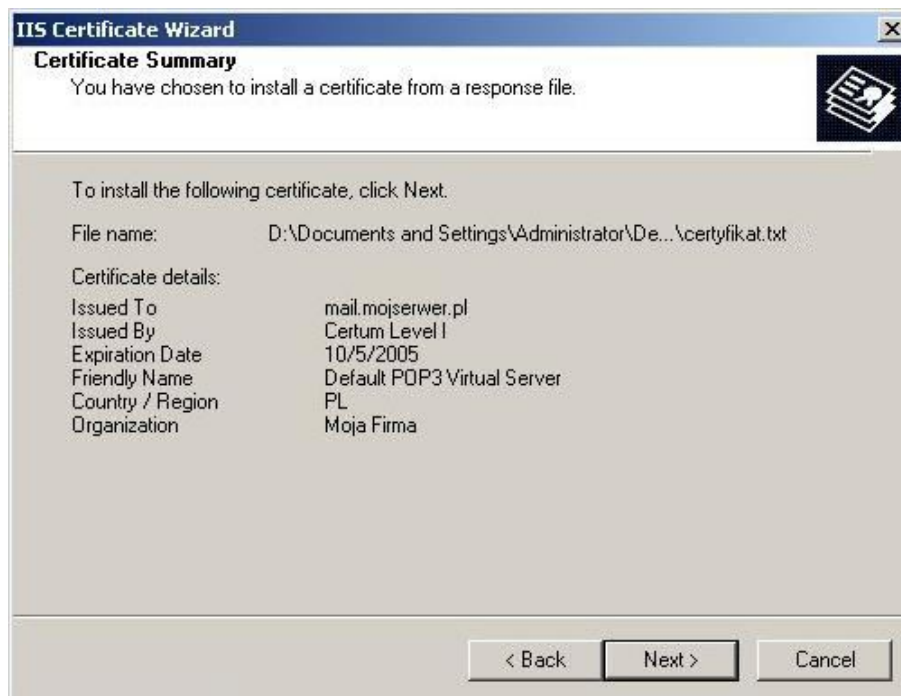 IIS Certificate Wizard
Certificate Summary
You have chosen to install a certificate from a response file.
To install the following certificate, click Next.
File name: D:\Documents and Settings\Administrator\De...\certyfikat.txt
Certificate details:
Issued To mail.mojserwer.pl
Issued By Certum Level I
Expiration Date 10/5/2005
Friendly Name Default POP3 Virtual Server
Country / Region PL
Organization Moja Firma
< Back Next > Cancel